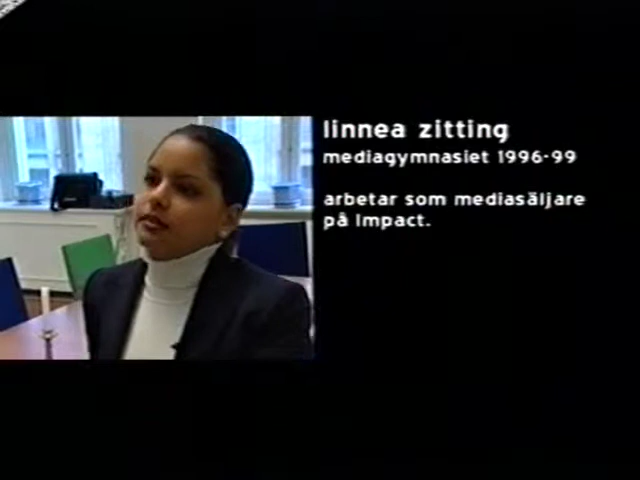 linnea zitting
mediagymnasiet 1996-99
arbetar som mediasäljare
på Impact.